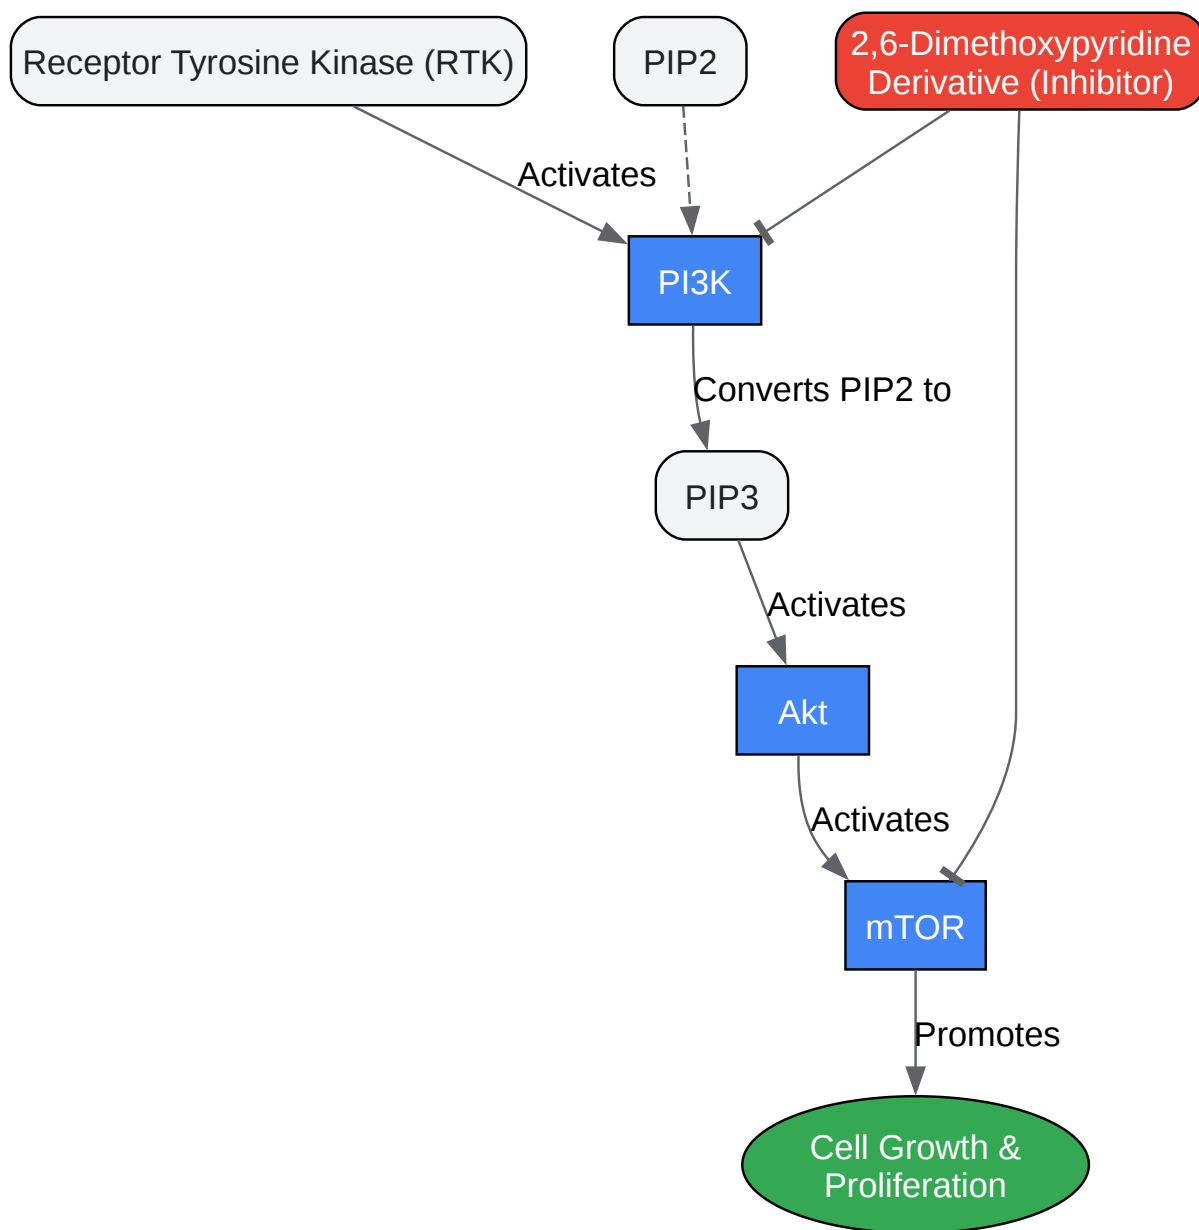 Receptor Tyrosine Kinase (RTK)
PIP2
2,6-Dimethoxypyridine
Derivative (Inhibitor)
Activates
PI3K
Converts PIP2 to
PIP3
Activates
Akt
Activates
mTOR
Promotes
Cell Growth &
Proliferation